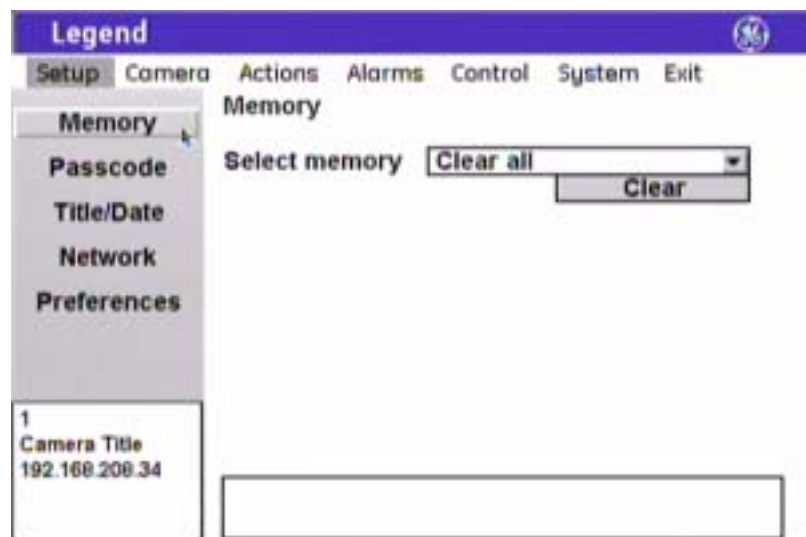 Legend
Setup Camera Actions Alarms Control System Exit
Memory
Passcode
Title/Date
Network
Preferences
Memory
Select memory Clear all
Clear
1
Camera Title
192.168.208.34